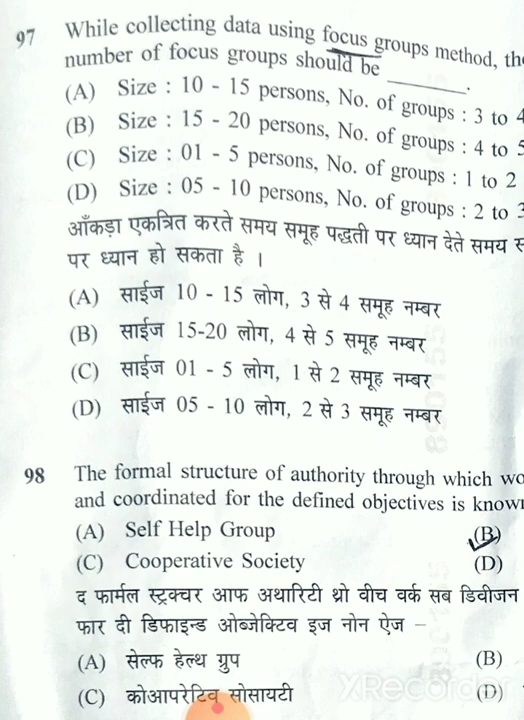 97 While collecting data using focus groups method, the
number of focus groups should be ________.
(A) Size : 10 - 15 persons, No. of groups : 3 to 4
(B) Size : 15 - 20 persons, No. of groups : 4 to 5
(C) Size : 01 - 5 persons, No. of groups : 1 to 2
(D) Size : 05 - 10 persons, No. of groups : 2 to 3
आँकड़ा एकत्रित करते समय समूह पद्धती पर ध्यान देते समय
पर ध्यान हो सकता है ।
(A) साईज 10 - 15 लोग, 3 से 4 समूह नम्बर
(B) साईज 15-20 लोग, 4 से 5 समूह नम्बर
(C) साईज 01 - 5 लोग, 1 से 2 समूह नम्बर
(D) साईज 05 - 10 लोग, 2 से 3 समूह नम्बर
98 The formal structure of authority through which wo
and coordinated for the defined objectives is known
(A) Self Help Group (B)
(C) Cooperative Society (D)
द फार्मल स्ट्रक्चर आफ अथारिटी थ्रो वीच वर्क सब डिवीजन
फार दी डिफाइन्ड ओब्जेक्टिव इज नोन ऐज –
(A) सेल्फ हेल्थ ग्रुप (B)
(C) कोआपरेटिव सोसायटी (D)
XRecorder